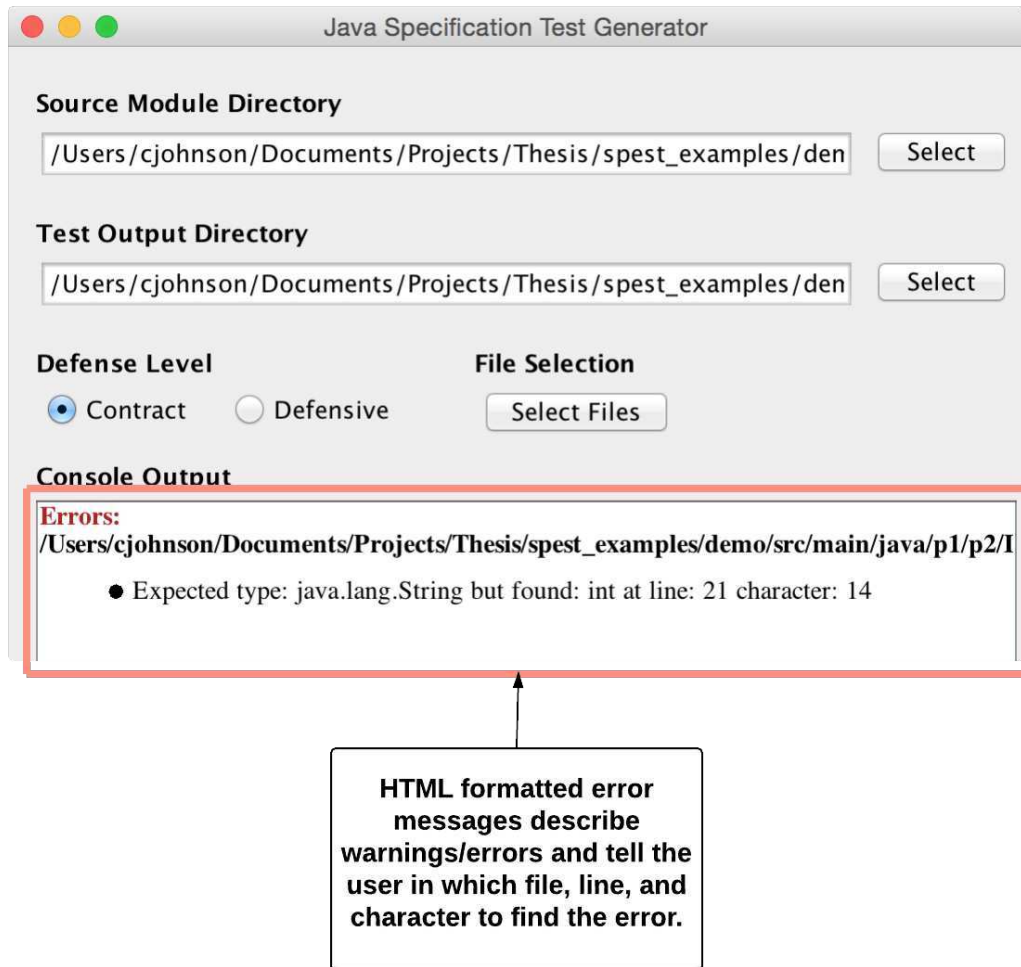 Java Specification Test Generator
Source Module Directory
/Users/cjohnson/Documents/Projects/Thesis/spest_examples/den
Select
Test Output Directory
/Users/cjohnson/Documents/Projects/Thesis/spest_examples/den
Select
Defense Level
File Selection
Contract
Defensive
Select Files
Console Output
Errors:
/Users/cjohnson/Documents/Projects/Thesis/spest_examples/demo/src/main/java/p1/p2/I
● Expected type: java.lang.String but found: int at line: 21 character: 14
HTML formatted error
messages describe
warnings/errors and tell the
user in which file, line, and
character to find the error.